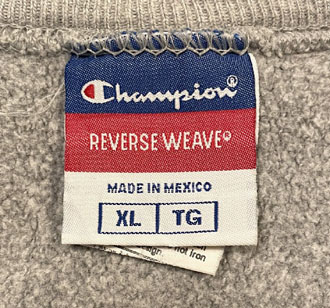 Champion®
REVERSE WEAVE®
MADE IN MEXICO
XL TG
not Iron